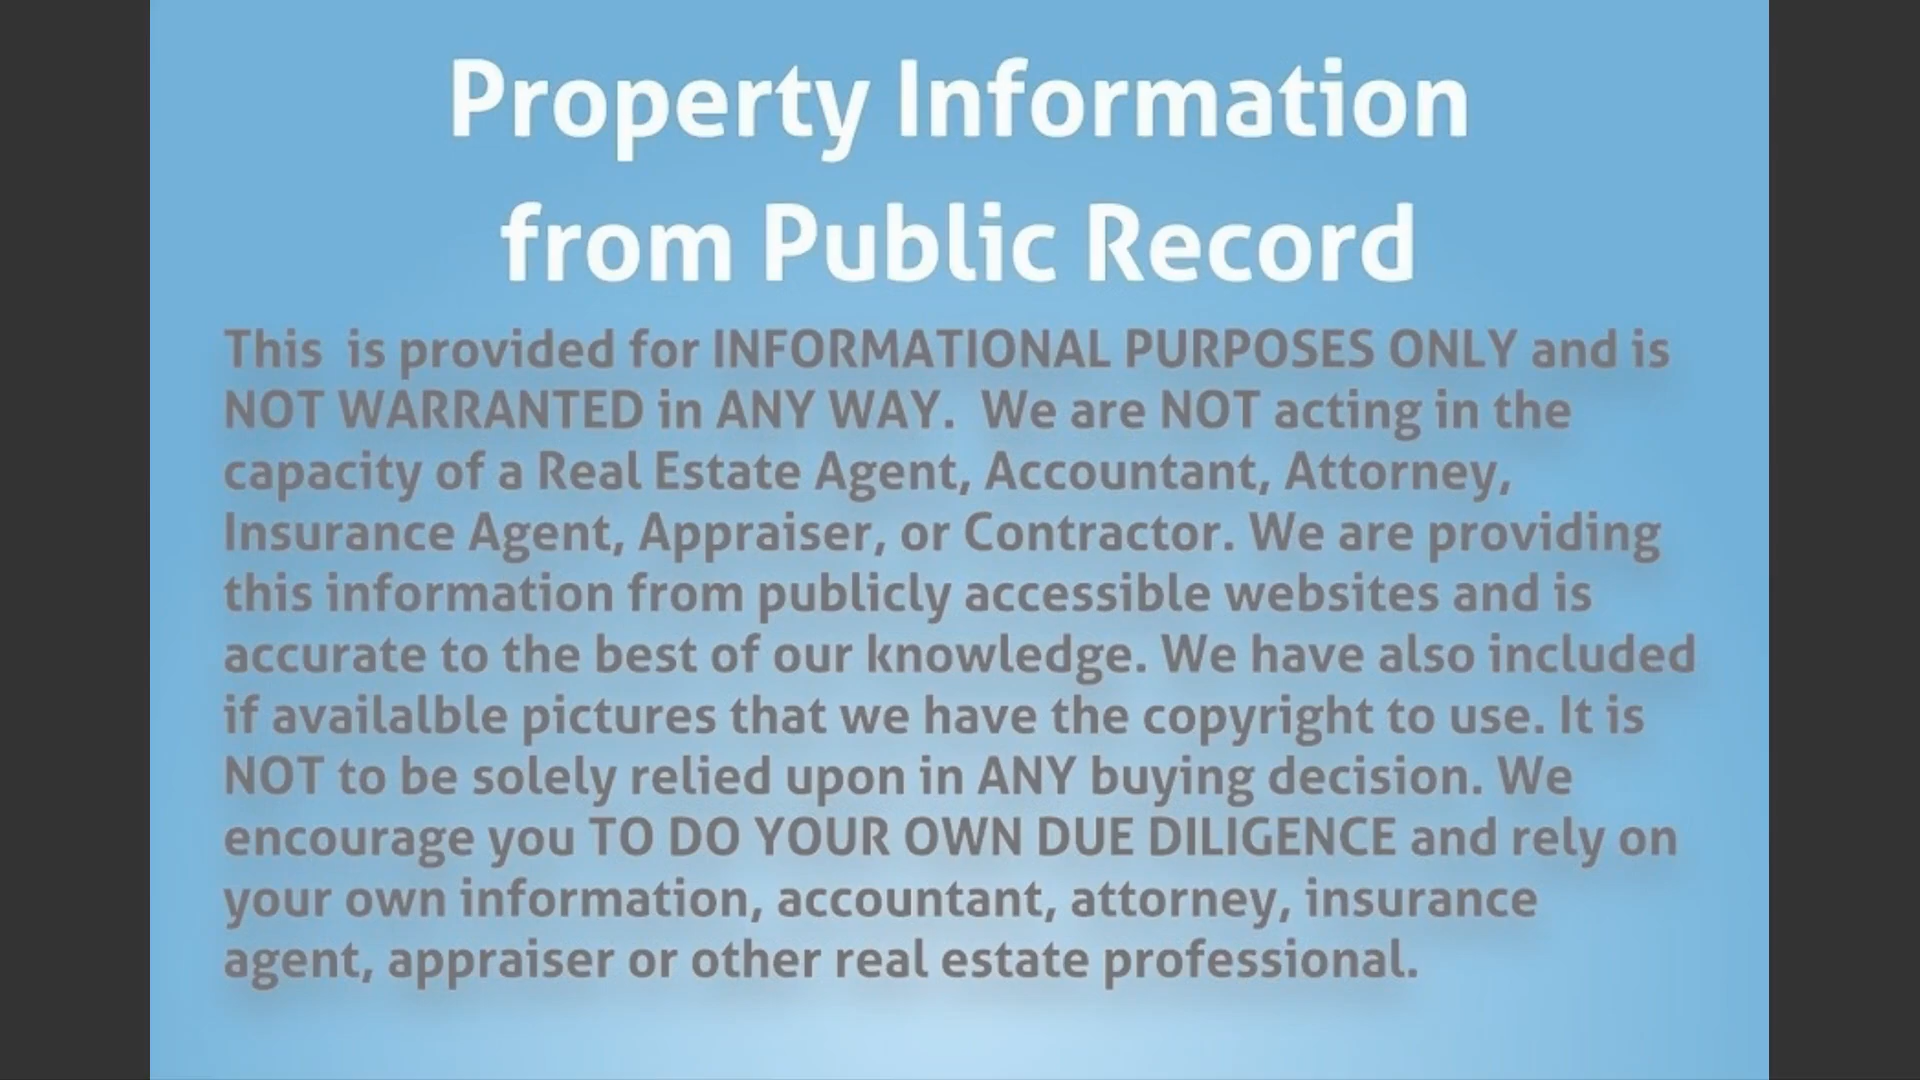 Property Information
from Public Record
This  is provided for INFORMATIONAL PURPOSES ONLY and is
NOT WARRANTED in ANY WAY.  We are NOT acting in the
capacity of a Real Estate Agent, Accountant, Attorney,
Insurance Agent, Appraiser, or Contractor. We are providing
this information from publicly accessible websites and is
accurate to the best of our knowledge. We have also included
if availalble pictures that we have the copyright to use. It is
NOT to be solely relied upon in ANY buying decision. We
encourage you TO DO YOUR OWN DUE DILIGENCE and rely on
your own information, accountant, attorney, insurance
agent, appraiser or other real estate professional.